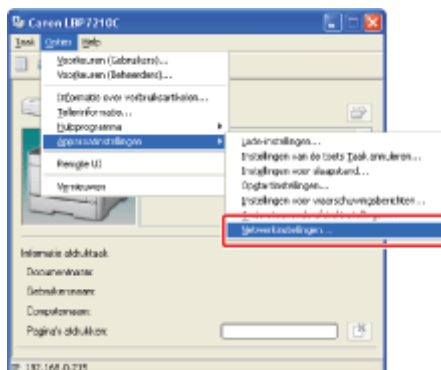 Canon LBP7210C
Taak Opties Help
Voorkeuren (Gebruikers)...
Voorkeuren (Beheerders)...
Informatie over verbruiksartikelen...
Tellerinformatie...
Hulpprogramma
Apparaatinstellingen
Remote UI
Vernieuwen
Lade-instellingen...
Instellingen van de toets Taak annuleren...
Instellingen voor slaapstand...
Opstartinstellingen...
Instellingen voor waarschuwingsberichten...
Netwerkinstellingen...
Informatie afdruktaak
Documentnaam:
Gebruikersnaam:
Computernaam:
Pagina's afdrukken:
IP: 192.168.0.215